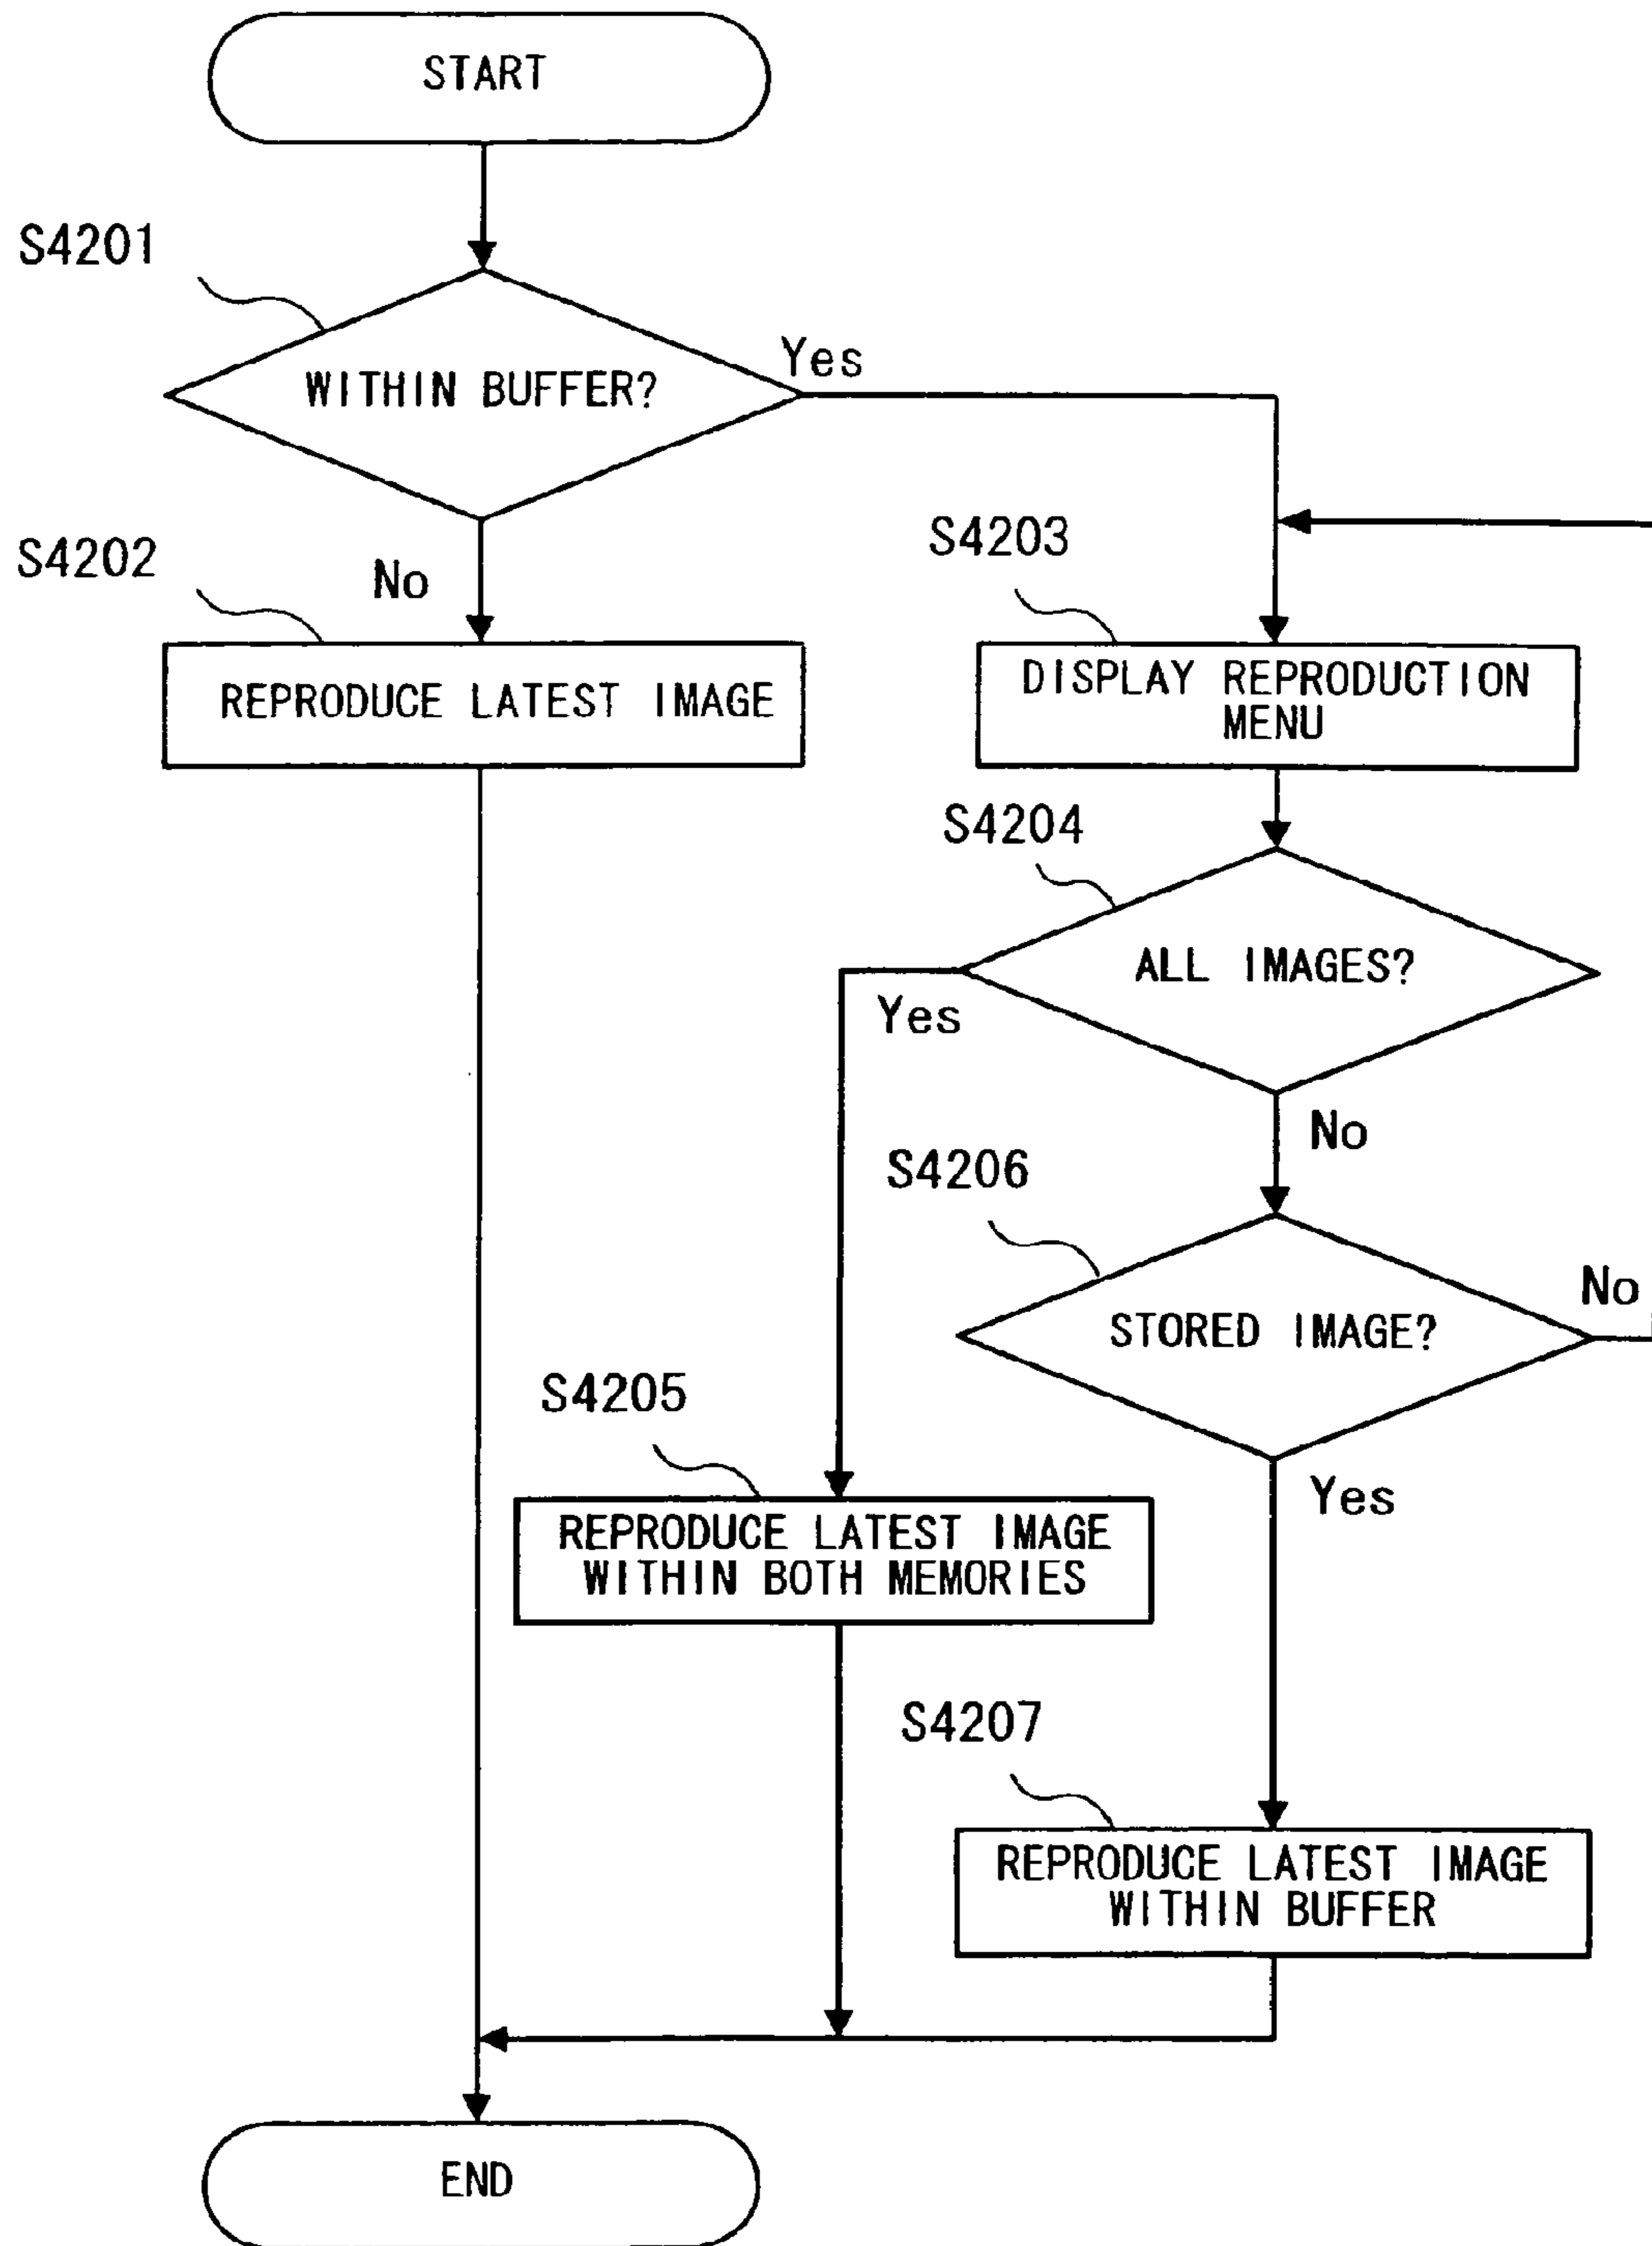 START
S4201
WITHIN BUFFER?
Yes
S4202
No
REPRODUCE LATEST IMAGE
S4203
DISPLAY REPRODUCTION
MENU
S4204
ALL IMAGES?
Yes
No
S4206
STORED IMAGE?
No
S4205
Yes
REPRODUCE LATEST IMAGE
WITHIN BOTH MEMORIES
S4207
REPRODUCE LATEST IMAGE
WITHIN BUFFER
END